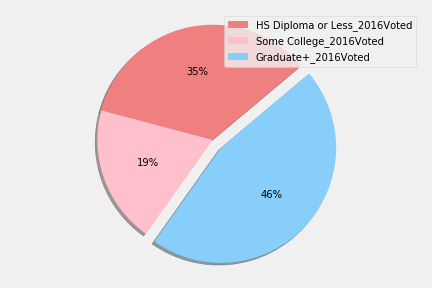 HS Diploma or Less_2016Voted
Some College_2016Voted
Graduate+_2016Voted
35%
19%
46%